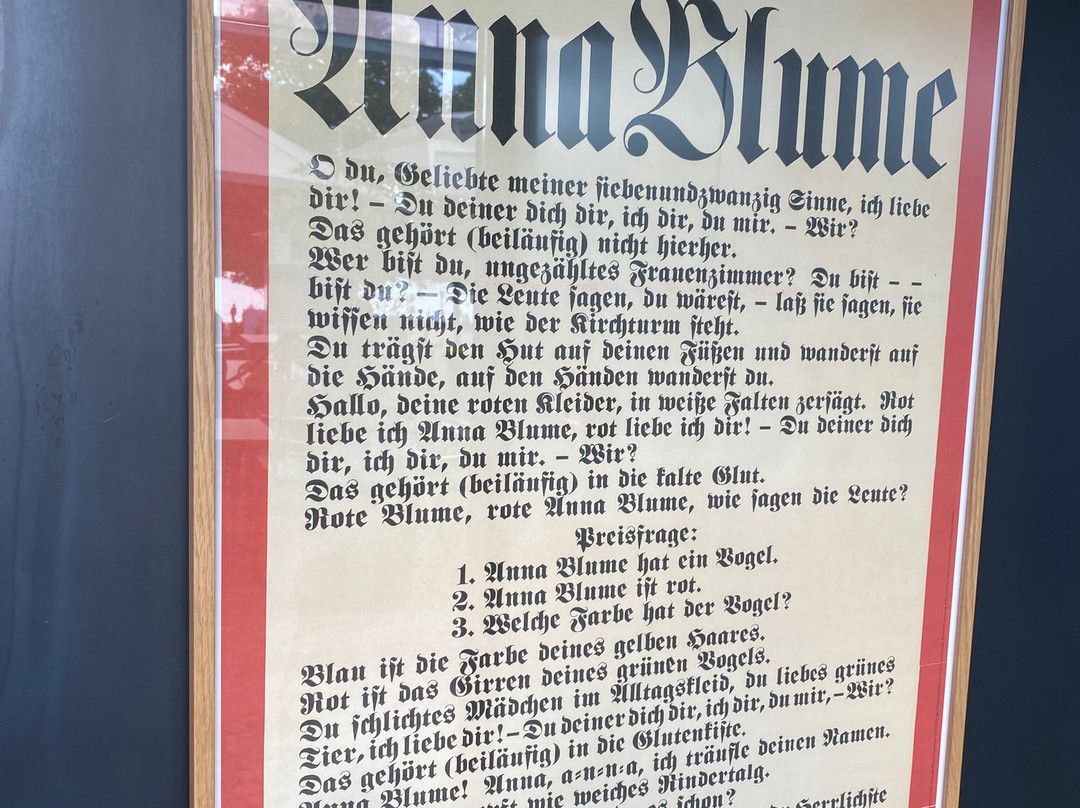 Anna Blume
O du, Geliebte meiner siebenundzwanzig Sinne, ich liebe
dir! – Du deiner dich dir, ich dir, du mir. – Wir?
Das gehört (beiläufig) nicht hierher.
Wer bist du, ungezähltes Frauenzimmer? Du bist – –
bist du? – Die Leute sagen, du wärest, – laß sie sagen, sie
wissen nicht, wie der Kirchturm steht.
Du trägst den Hut auf deinen Füßen und wanderst auf
die Hände, auf den Händen wanderst du.
Hallo, deine roten Kleider, in weiße Falten zersägt. Rot
liebe ich Anna Blume, rot liebe ich dir! – Du deiner dich
dir, ich dir, du mir. – Wir?
Das gehört (beiläufig) in die kalte Glut.
Rote Blume, rote Anna Blume, wie sagen die Leute?
Preisfrage:
1. Anna Blume hat ein Vogel.
2. Anna Blume ist rot.
3. Welche Farbe hat der Vogel?
Blau ist die Farbe deines gelben Haares.
Rot ist das Girren deines grünen Vogels.
Du schlichtes Mädchen im Alltagskleid, du liebes grünes
Tier, ich liebe dir! – Du deiner dich dir, ich dir, du mir, – Wir?
Das gehört (beiläufig) in die Glutenkiste.
Anna Blume! Anna, a=n=n=a, ich träufle deinen Namen.
wie weiches Rindertalg.
schon?
Herrlichste